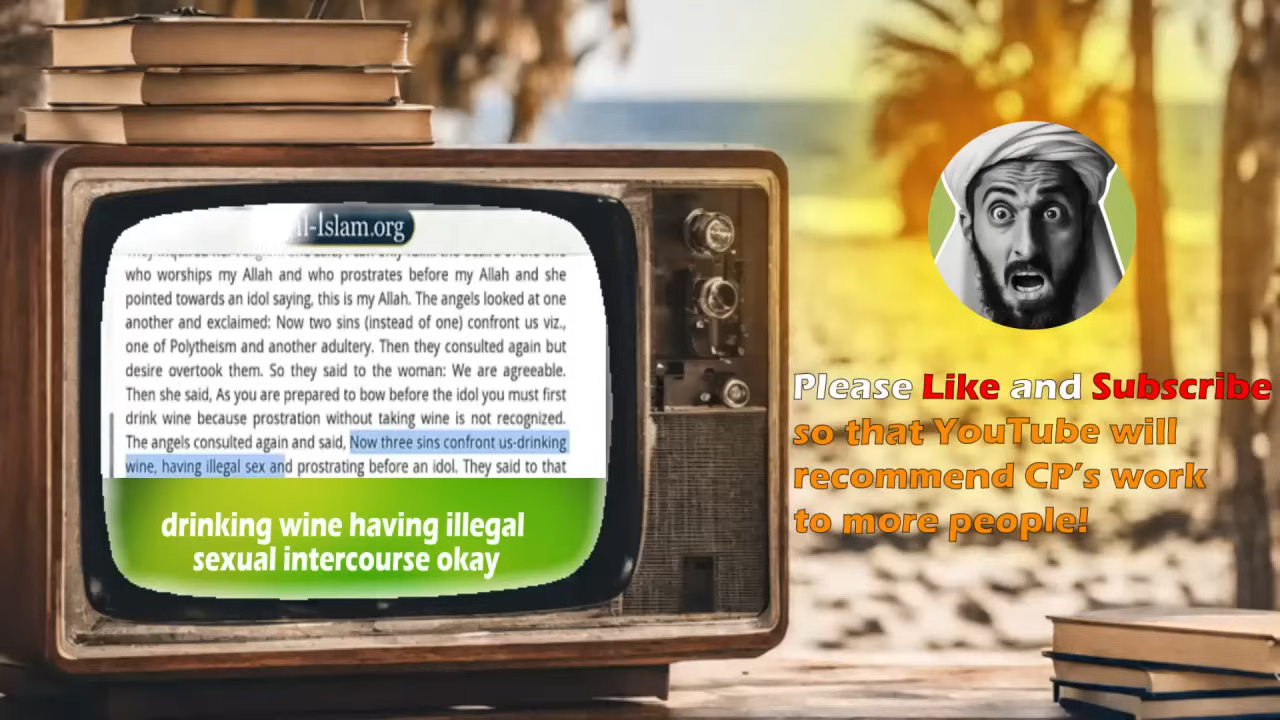 il-Islam.org
who worships my Allah and who prostrates before my Allah and she
pointed towards an idol saying, this is my Allah. The angels looked at one
another and exclaimed: Now two sins (instead of one) confront us viz.,
one of Polytheism and another adultery. Then they consulted again but
desire overtook them. So they said to the woman: We are agreeable.
Then she said, As you are prepared to bow before the idol you must first
drink wine because prostration without taking wine is not recognized.
The angels consulted again and said, Now three sins confront us-drinking
wine, having illegal sex and prostrating before an idol. They said to that
drinking wine having illegal
sexual intercourse okay
Please Like and Subscribe
so that YouTube will
recommend CP's work
to more people!